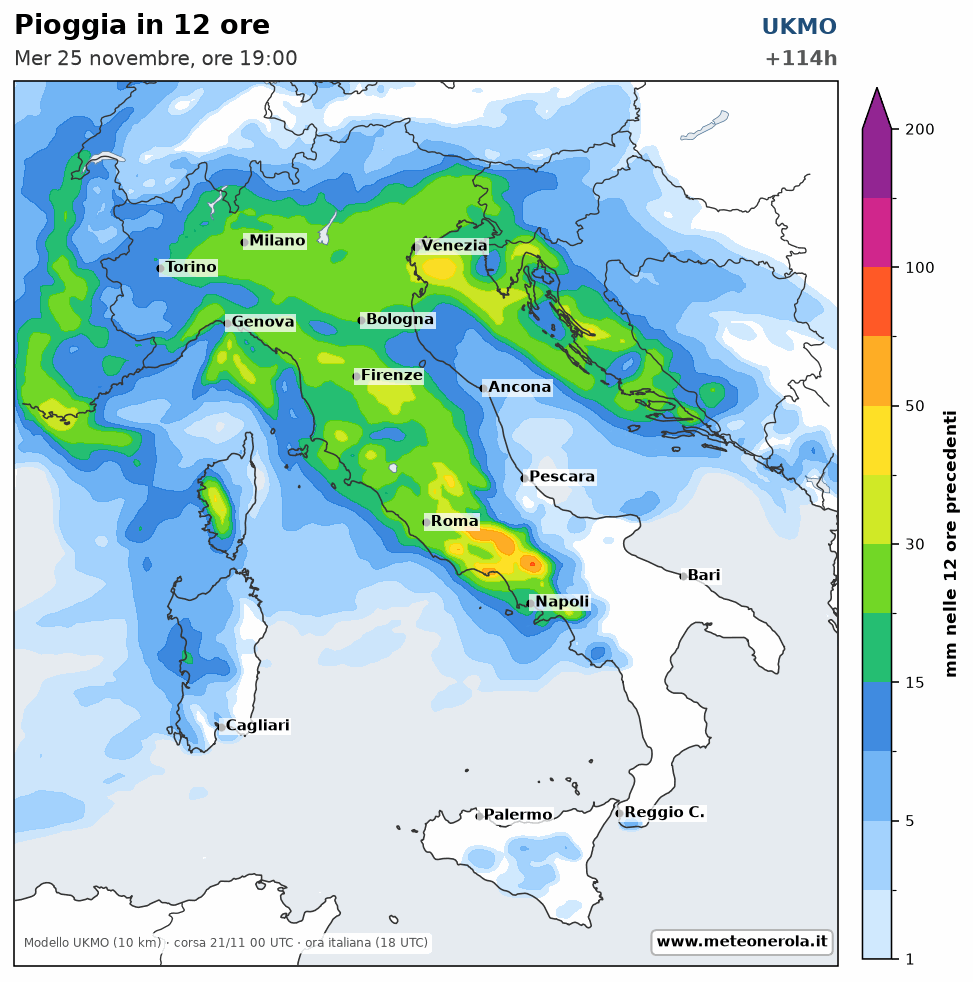 Pioggia in 12 ore
UKMO
Mer 25 novembre, ore 19:00
+114h
200
100
50
30
15
5
1
mm nelle 12 ore precedenti
Milano
Venezia
Torino
Genova
Bologna
Firenze
Ancona
Pescara
Roma
Bari
Napoli
Cagliari
Palermo
Reggio C.
Modello UKMO (10 km) · corsa 21/11 00 UTC · ora italiana (18 UTC)
www.meteonerola.it